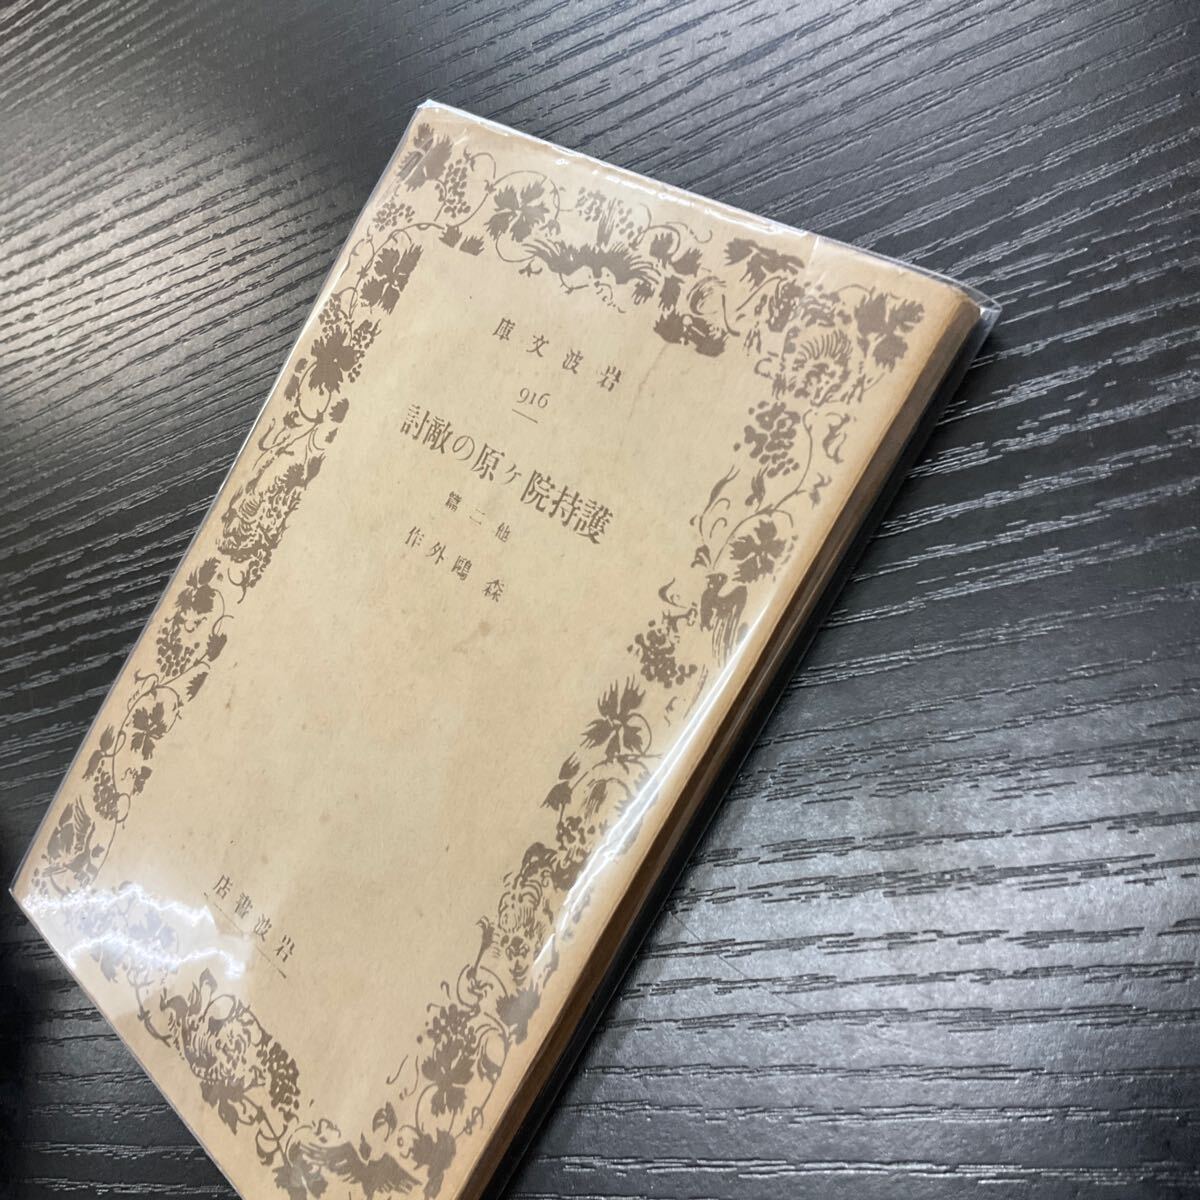 岩波文庫
916
護持院ヶ原の敵討
他二篇
森鷗外作
岩波書店